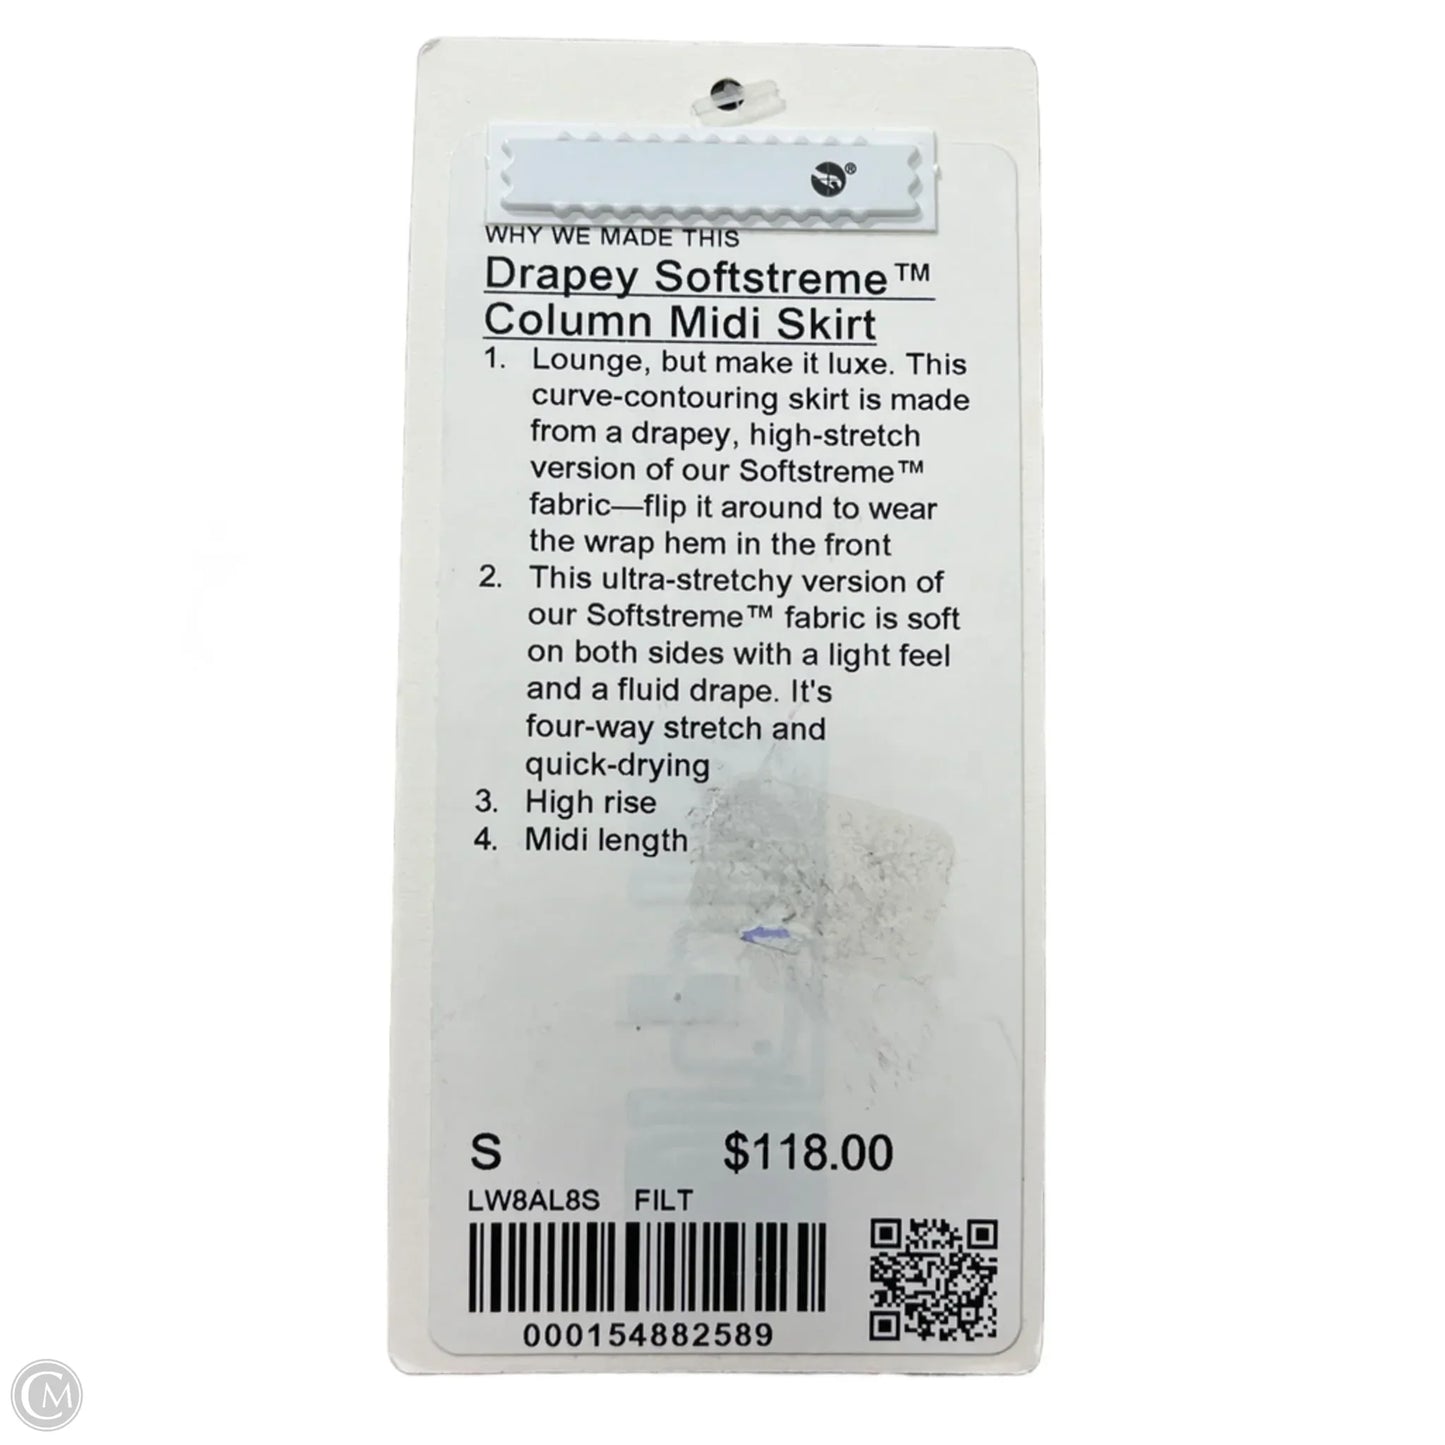 ®
WHY WE MADE THIS
Drapey Softstreme™
Column Midi Skirt
1. Lounge, but make it luxe. This
curve-contouring skirt is made
from a drapey, high-stretch
version of our Softstreme™
fabric—flip it around to wear
the wrap hem in the front
2. This ultra-stretchy version of
our Softstreme™ fabric is soft
on both sides with a light feel
and a fluid drape. It's
four-way stretch and
quick-drying
3. High rise
4. Midi length
S $118.00
LW8AL8S FILT
000154882589
CM